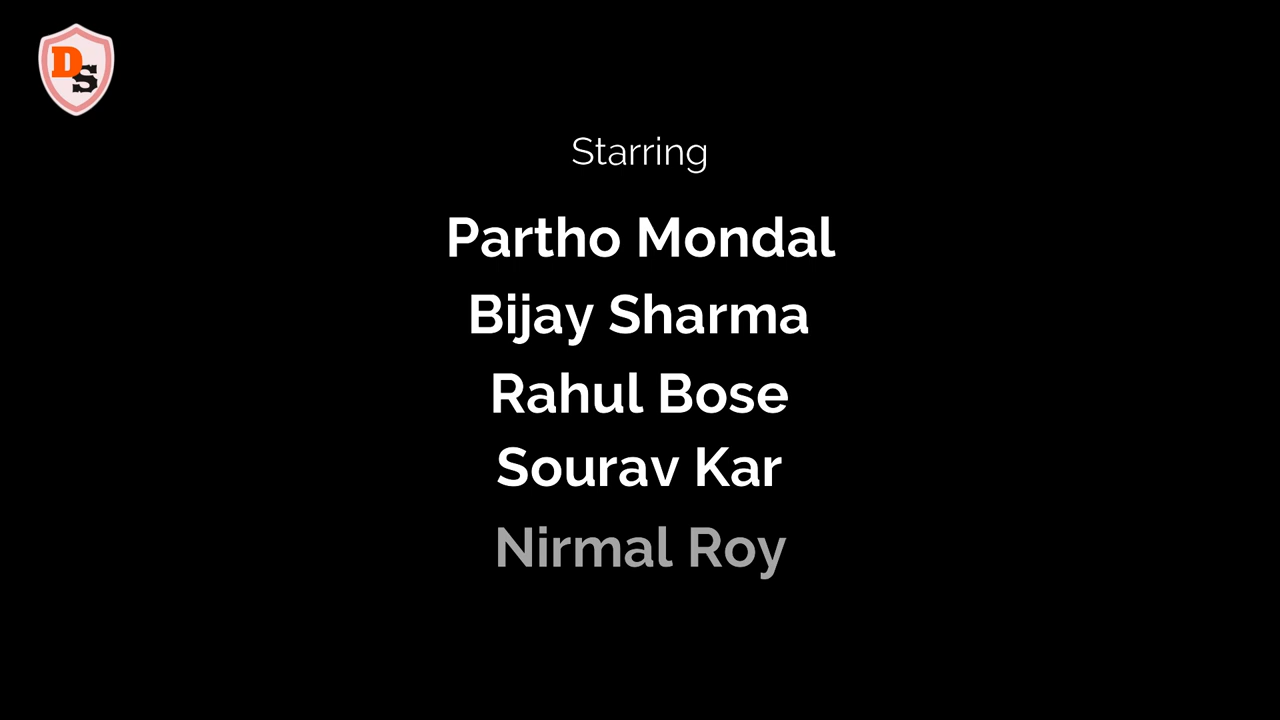 DS
Starring
Partho Mondal
Bijay Sharma
Rahul Bose
Sourav Kar
Nirmal Roy